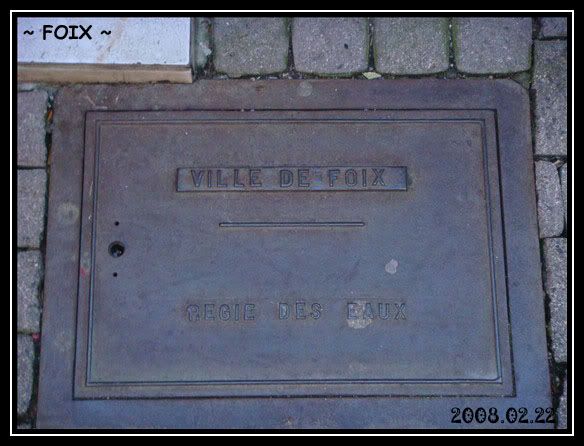 ~ FOIX ~
VILLE DE FOIX
REGIE DES EAUX
2008.02.22